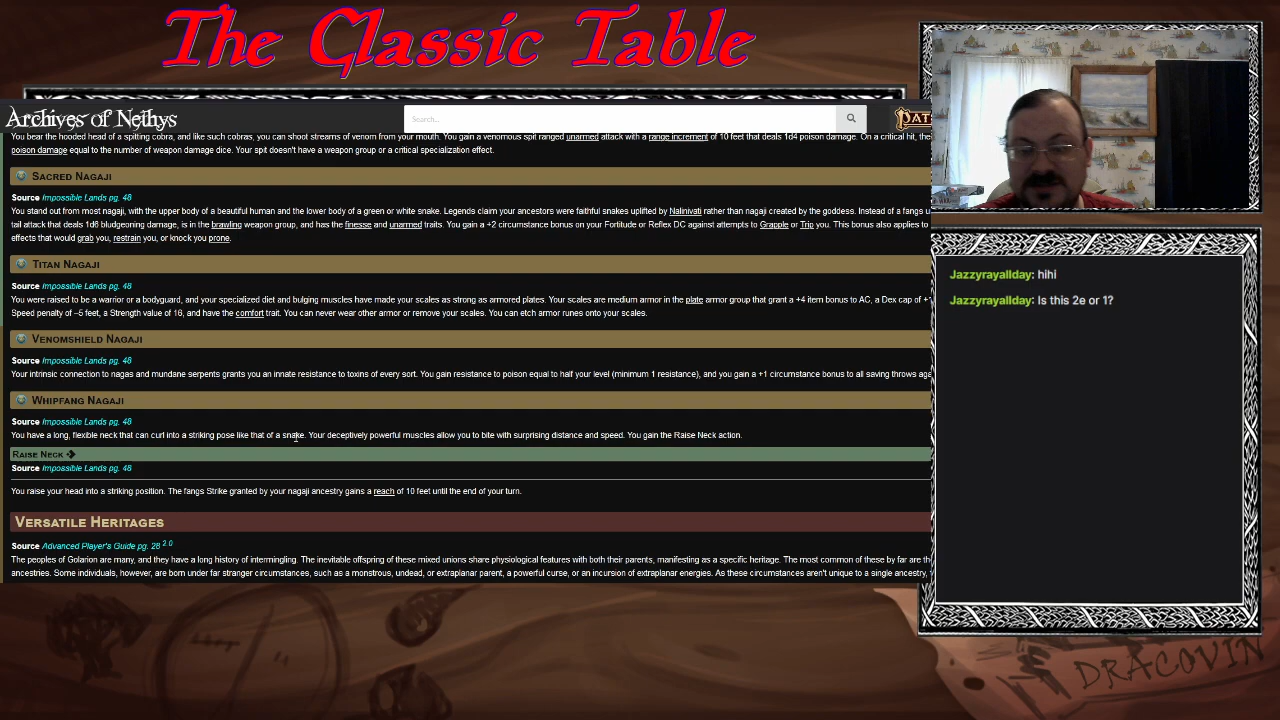 The Classic Table
Archives of Nethys
Search...
You bear the hooded head of a spitting cobra, and like such cobras, you can shoot streams of venom from your mouth. You gain a venomous spit ranged unarmed attack with a range increment of 10 feet that deals 1d4 poison damage. On a critical hit, the
poison damage equal to the number of weapon damage dice. Your spit doesn't have a weapon group or a critical specialization effect.
Sacred Nagaji
Source Impossible Lands pg. 48
You stand out from most nagaji, with the upper body of a beautiful human and the lower body of a green or white snake. Legends claim your ancestors were faithful snakes uplifted by Nalinivati rather than nagaji created by the goddess. Instead of a fangs u
tail attack that deals 1d6 bludgeoning damage, is in the brawling weapon group, and has the finesse and unarmed traits. You gain a +2 circumstance bonus on your Fortitude or Reflex DC against attempts to Grapple or Trip you. This bonus also applies to
effects that would grab you, restrain you, or knock you prone.
Titan Nagaji
Source Impossible Lands pg. 48
You were raised to be a warrior or a bodyguard, and your specialized diet and bulging muscles have made your scales as strong as armored plates. Your scales are medium armor in the plate armor group that grant a +4 item bonus to AC, a Dex cap of +
Speed penalty of –5 feet, a Strength value of 16, and have the comfort trait. You can never wear other armor or remove your scales. You can etch armor runes onto your scales.
Venomshield Nagaji
Source Impossible Lands pg. 48
Your intrinsic connection to nagas and mundane serpents grants you an innate resistance to toxins of every sort. You gain resistance to poison equal to half your level (minimum 1 resistance), and you gain a +1 circumstance bonus to all saving throws aga
Whipfang Nagaji
Source Impossible Lands pg. 48
You have a long, flexible neck that can curl into a striking pose like that of a snake. Your deceptively powerful muscles allow you to bite with surprising distance and speed. You gain the Raise Neck action.
Raise Neck
Source Impossible Lands pg. 48
You raise your head into a striking position. The fangs Strike granted by your nagaji ancestry gains a reach of 10 feet until the end of your turn.
Versatile Heritages
Source Advanced Player's Guide pg. 28 2.0
The peoples of Golarion are many, and they have a long history of intermingling. The inevitable offspring of these mixed unions share physiological features with both their parents, manifesting as a specific heritage. The most common of these by far are th
ancestries. Some individuals, however, are born under far stranger circumstances, such as a monstrous, undead, or extraplanar parent, a powerful curse, or an incursion of extraplanar energies. As these circumstances aren't unique to a single ancestry,
Jazzyrayallday: hihi
Jazzyrayallday: Is this 2e or 1?
DRACOVIN